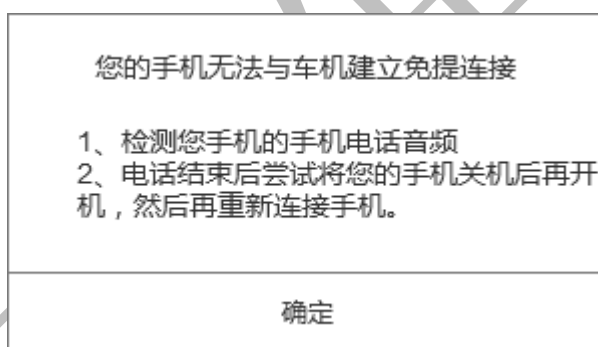 您的手机无法与车机建立免提连接
1、检测您手机的手机电话音频
2、电话结束后尝试将您的手机关机后再开
机，然后再重新连接手机。
确定